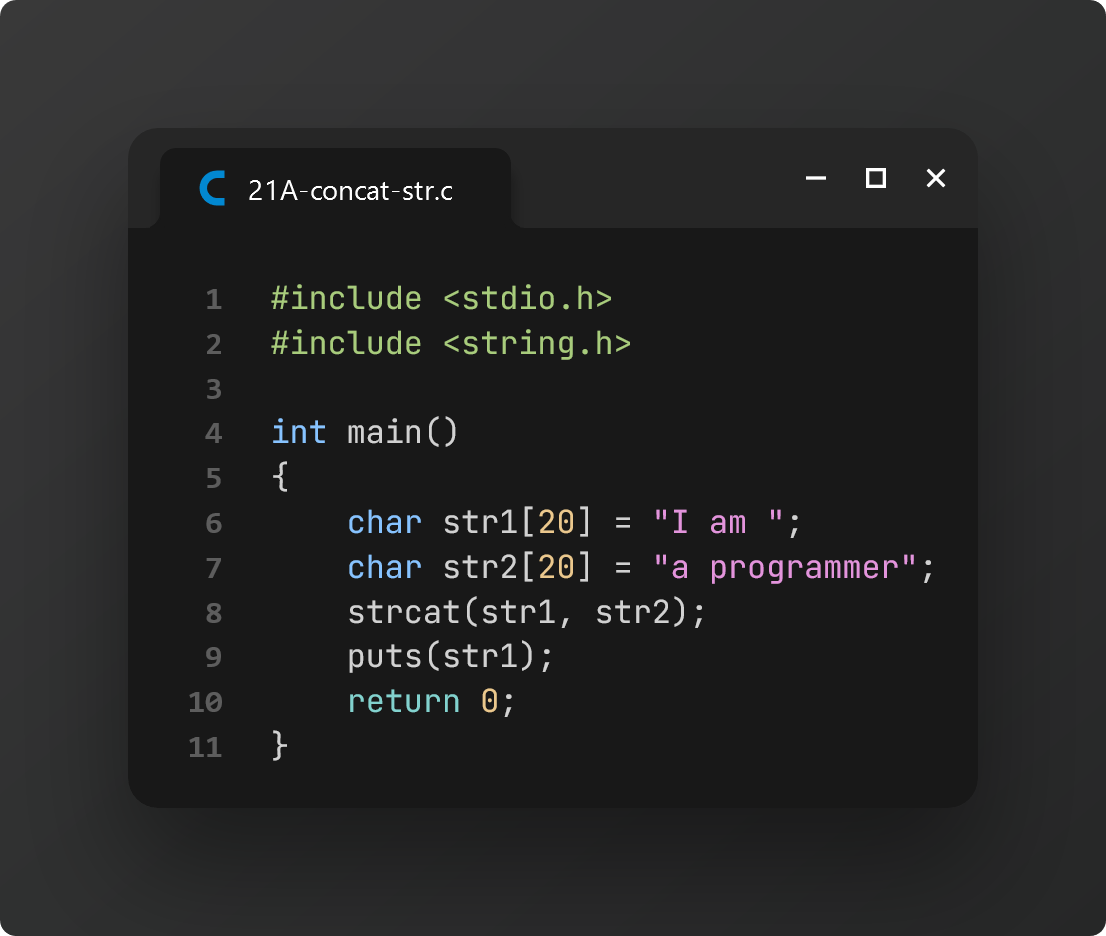 21A-concat-str.c
1 #include <stdio.h>
2 #include <string.h>
3
4 int main()
5 {
6     char str1[20] = "I am ";
7     char str2[20] = "a programmer";
8     strcat(str1, str2);
9     puts(str1);
10     return 0;
11 }